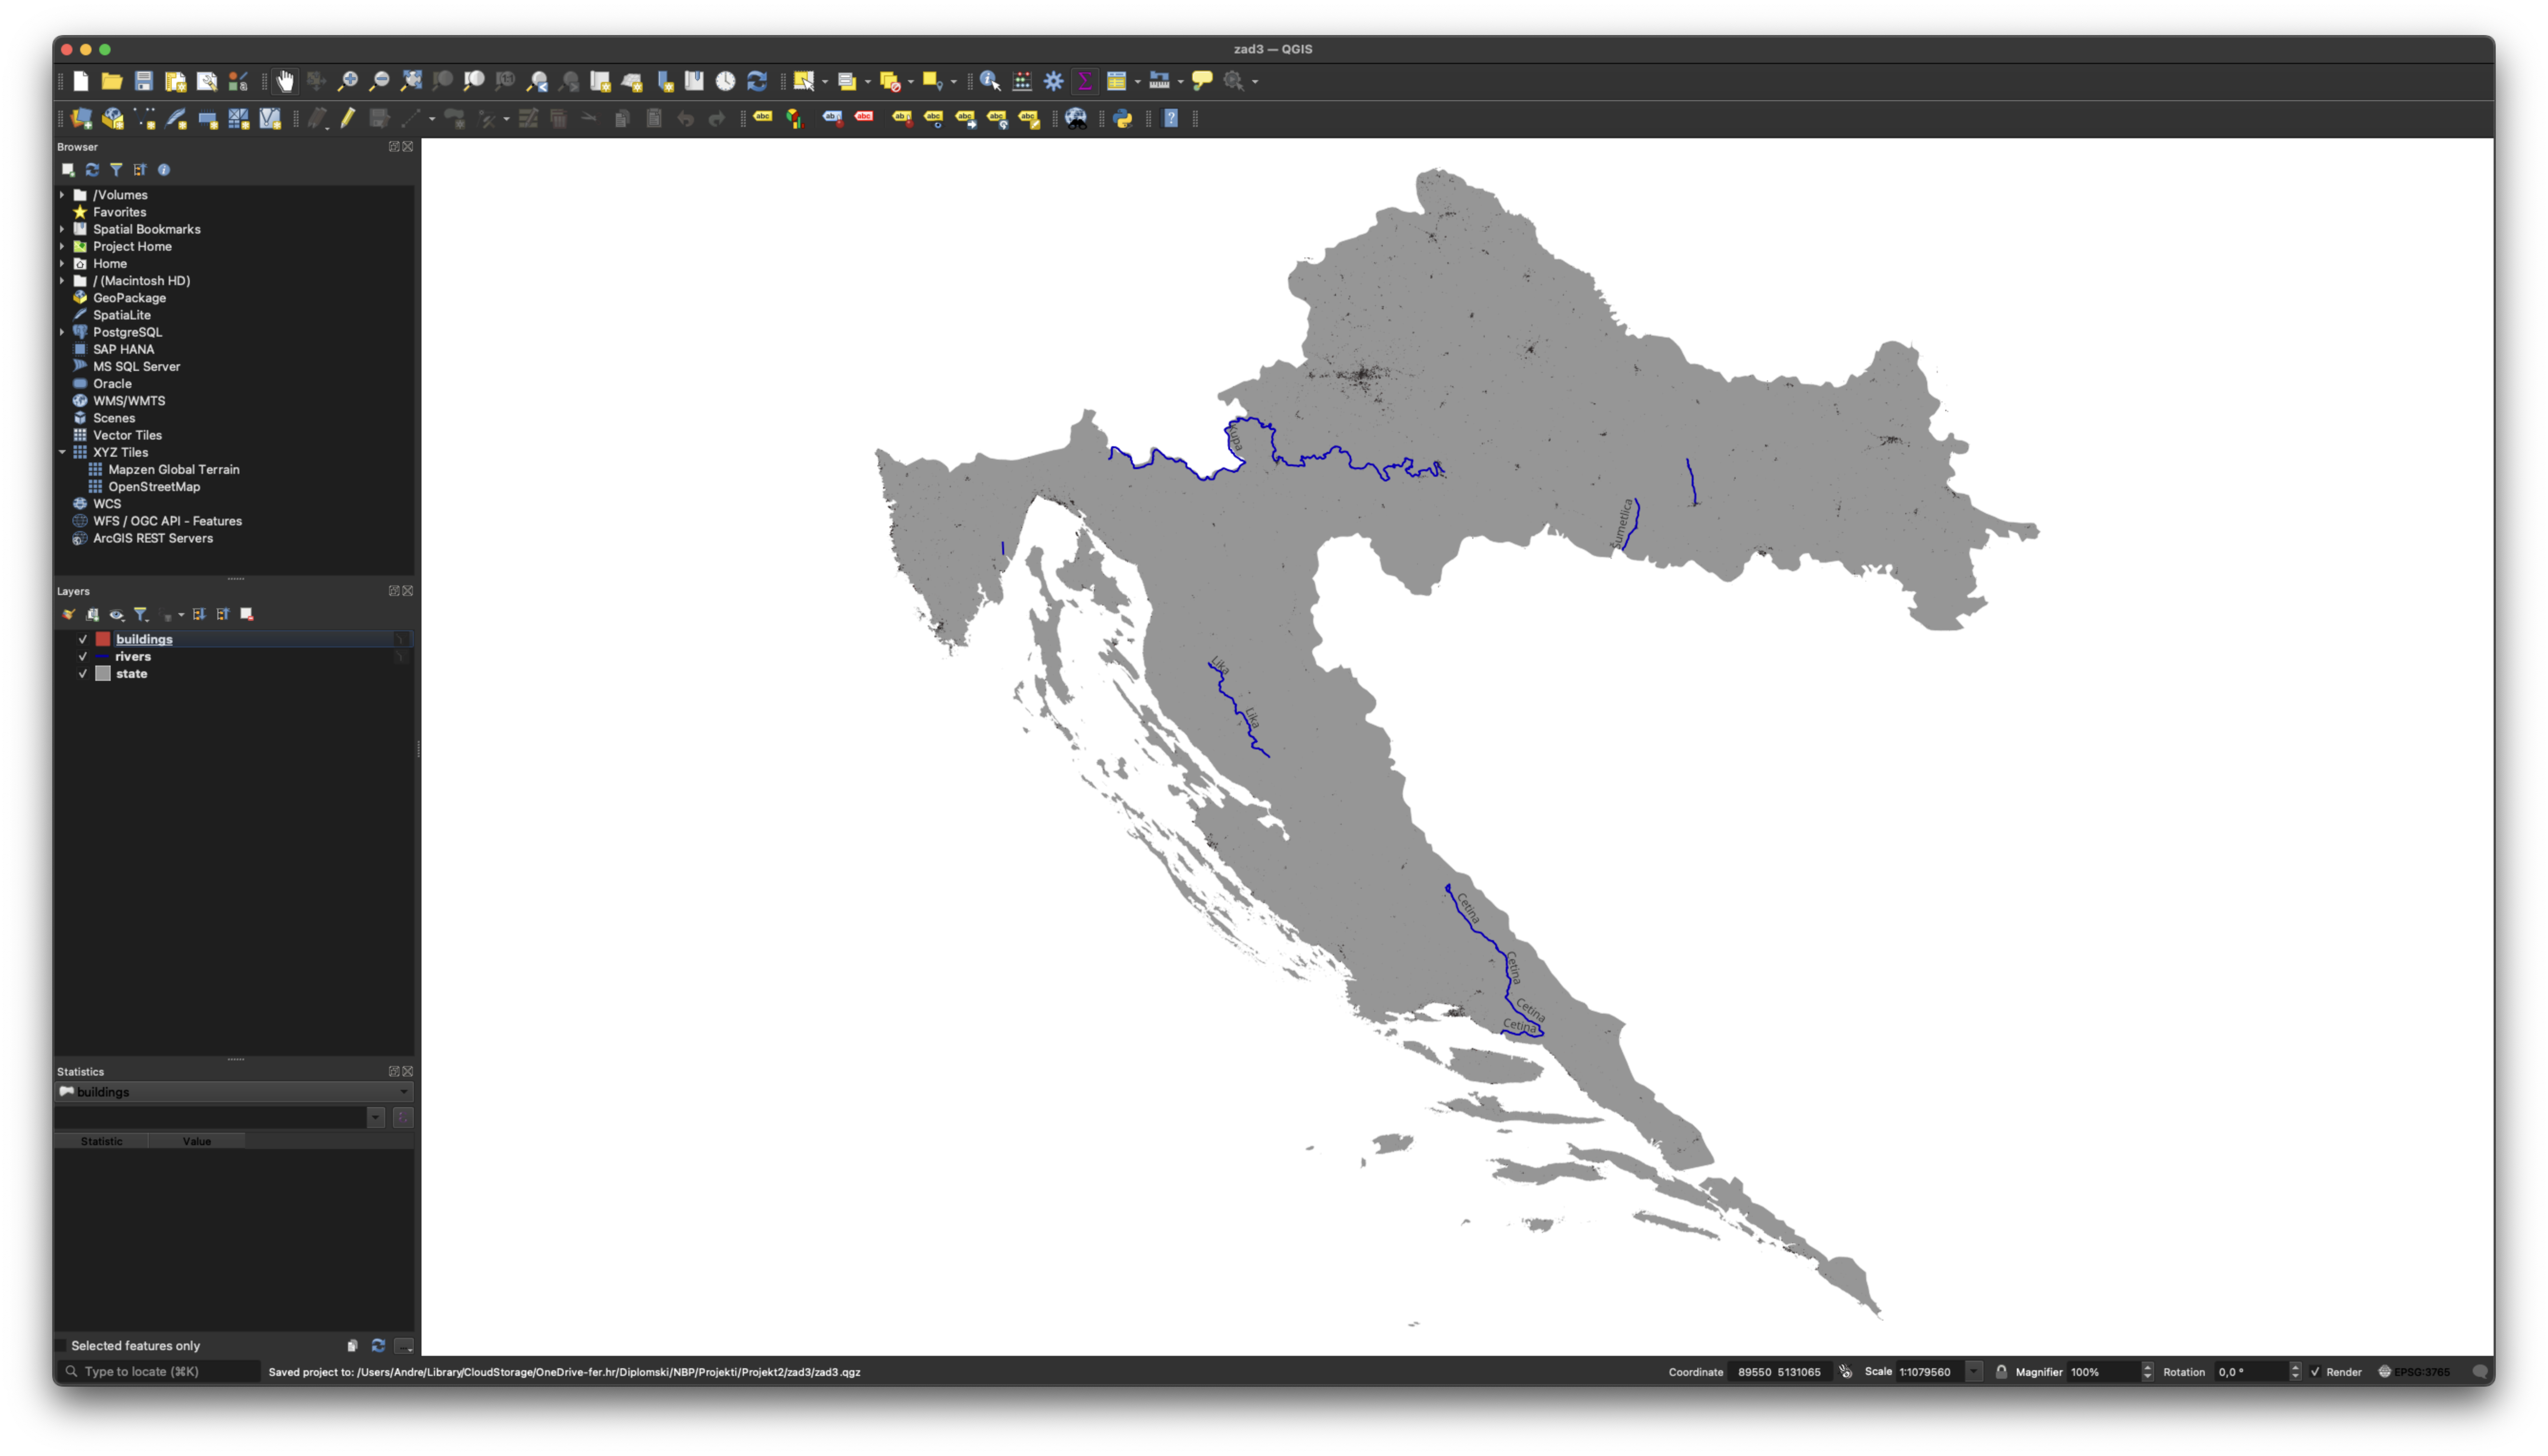 zad3 — QGIS
Browser
/Volumes
Favorites
Spatial Bookmarks
Project Home
Home
/ (Macintosh HD)
GeoPackage
SpatiaLite
PostgreSQL
SAP HANA
MS SQL Server
Oracle
WMS/WMTS
Scenes
Vector Tiles
XYZ Tiles
Mapzen Global Terrain
OpenStreetMap
WCS
WFS / OGC API - Features
ArcGIS REST Servers
Layers
buildings
rivers
state
Statistics
buildings
Statistic Value
Selected features only
Kupa
Šumetlica
Lika
Lika
Cetina
Cetina
Cetina
Cetina
Type to locate (⌘K) Saved project to: /Users/Andre/Library/CloudStorage/OneDrive-fer.hr/Diplomski/NBP/Projekti/Projekt2/zad3/zad3.qgz Coordinate 89550 5131065 Scale 1:1079560 Magnifier 100% Rotation 0,0 ° Render EPSG:3765